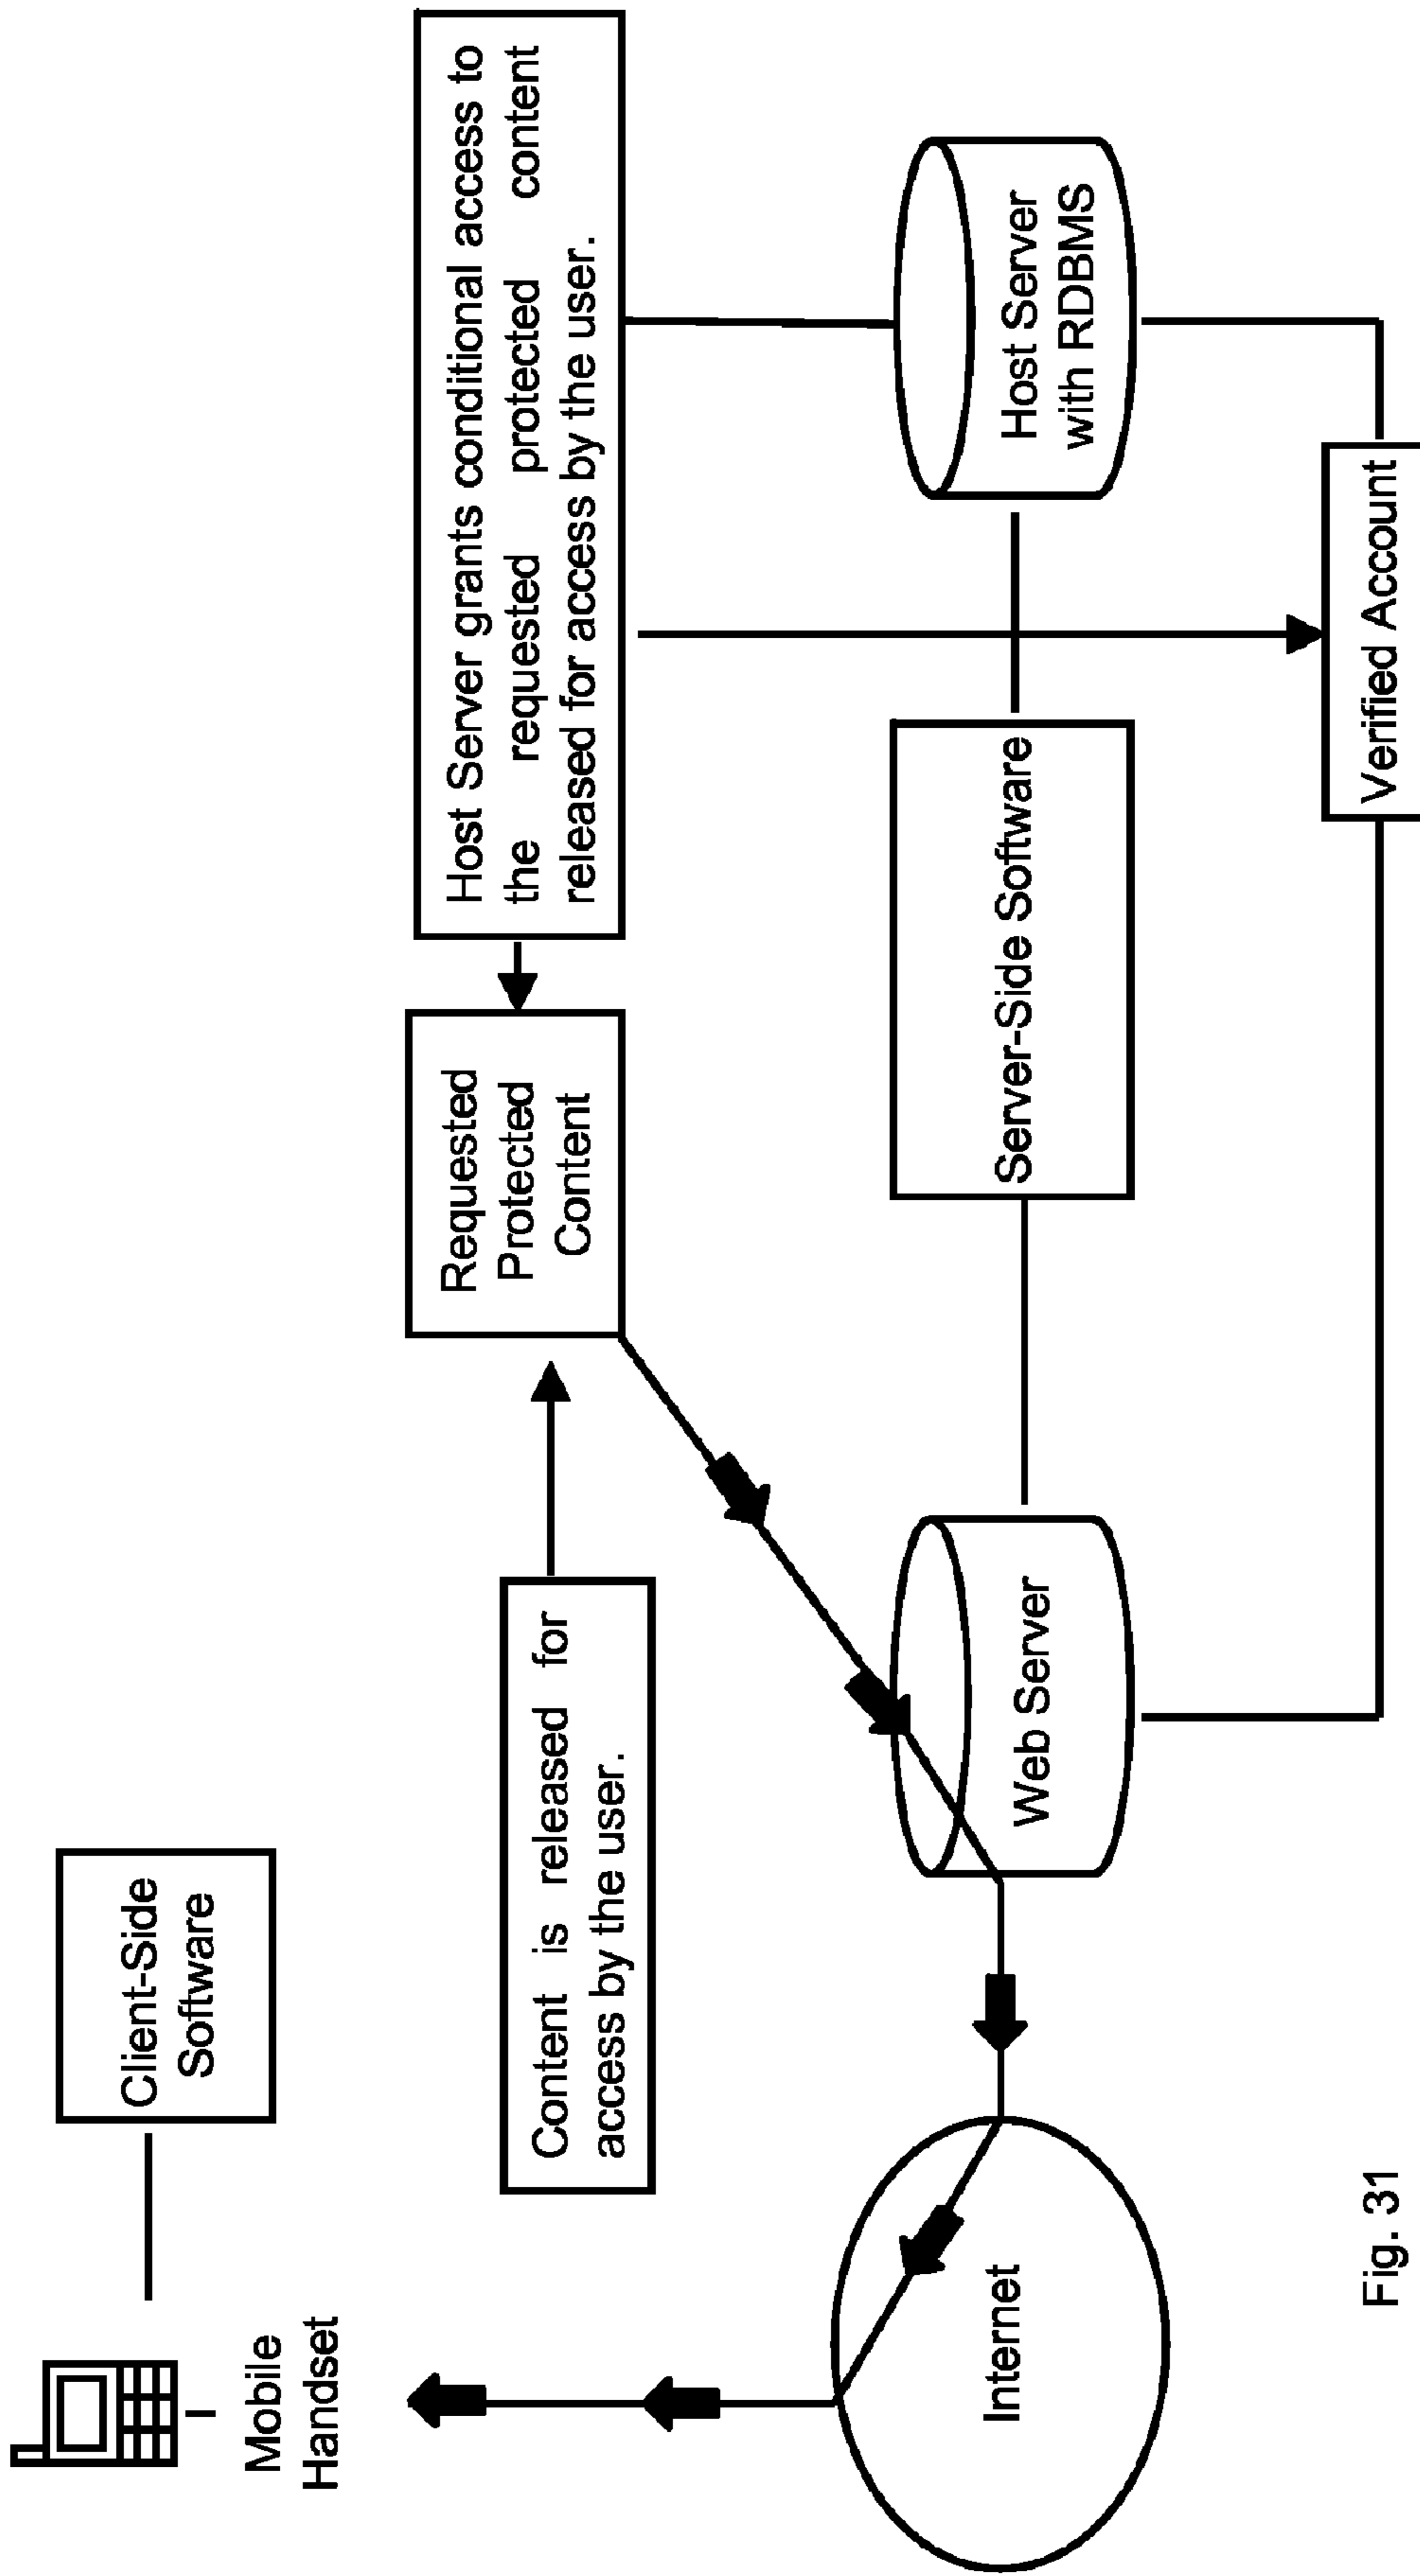 Mobile
Handset
Client-Side
Software
Content is released for
access by the user.
Requested
Protected
Content
Host Server grants conditional access to
the requested protected content
released for access by the user.
Internet
Web Server
Server-Side Software
Host Server
with RDBMS
Verified Account
Fig. 31